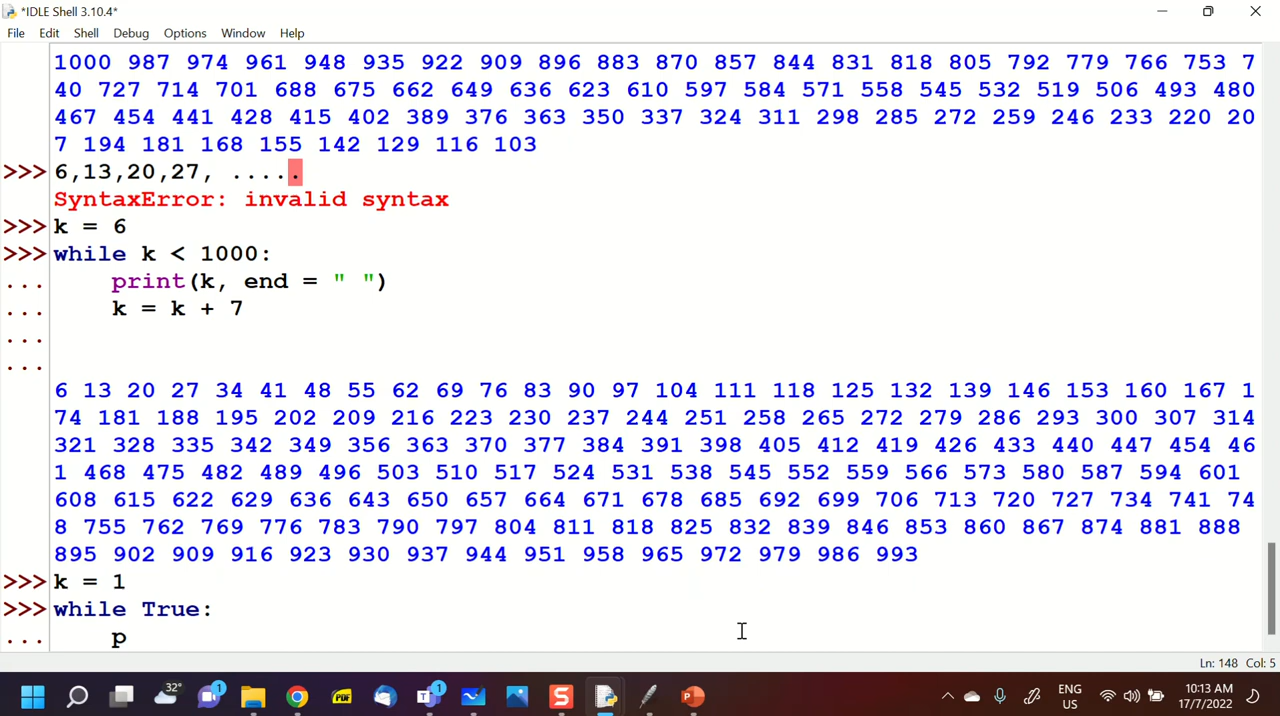 *IDLE Shell 3.10.4*
File Edit Shell Debug Options Window Help
1000 987 974 961 948 935 922 909 896 883 870 857 844 831 818 805 792 779 766 753 7
40 727 714 701 688 675 662 649 636 623 610 597 584 571 558 545 532 519 506 493 480
467 454 441 428 415 402 389 376 363 350 337 324 311 298 285 272 259 246 233 220 20
7 194 181 168 155 142 129 116 103
>>> 6,13,20,27, .....
SyntaxError: invalid syntax
>>> k = 6
>>> while k < 1000:
... print(k, end = " ")
... k = k + 7
...
...
6 13 20 27 34 41 48 55 62 69 76 83 90 97 104 111 118 125 132 139 146 153 160 167 1
74 181 188 195 202 209 216 223 230 237 244 251 258 265 272 279 286 293 300 307 314
321 328 335 342 349 356 363 370 377 384 391 398 405 412 419 426 433 440 447 454 46
1 468 475 482 489 496 503 510 517 524 531 538 545 552 559 566 573 580 587 594 601
608 615 622 629 636 643 650 657 664 671 678 685 692 699 706 713 720 727 734 741 74
8 755 762 769 776 783 790 797 804 811 818 825 832 839 846 853 860 867 874 881 888
895 902 909 916 923 930 937 944 951 958 965 972 979 986 993
>>> k = 1
>>> while True:
... p
Ln: 148 Col: 5
32° 1 PDF T 1 S P ENG 10:13 AM
US 17/7/2022